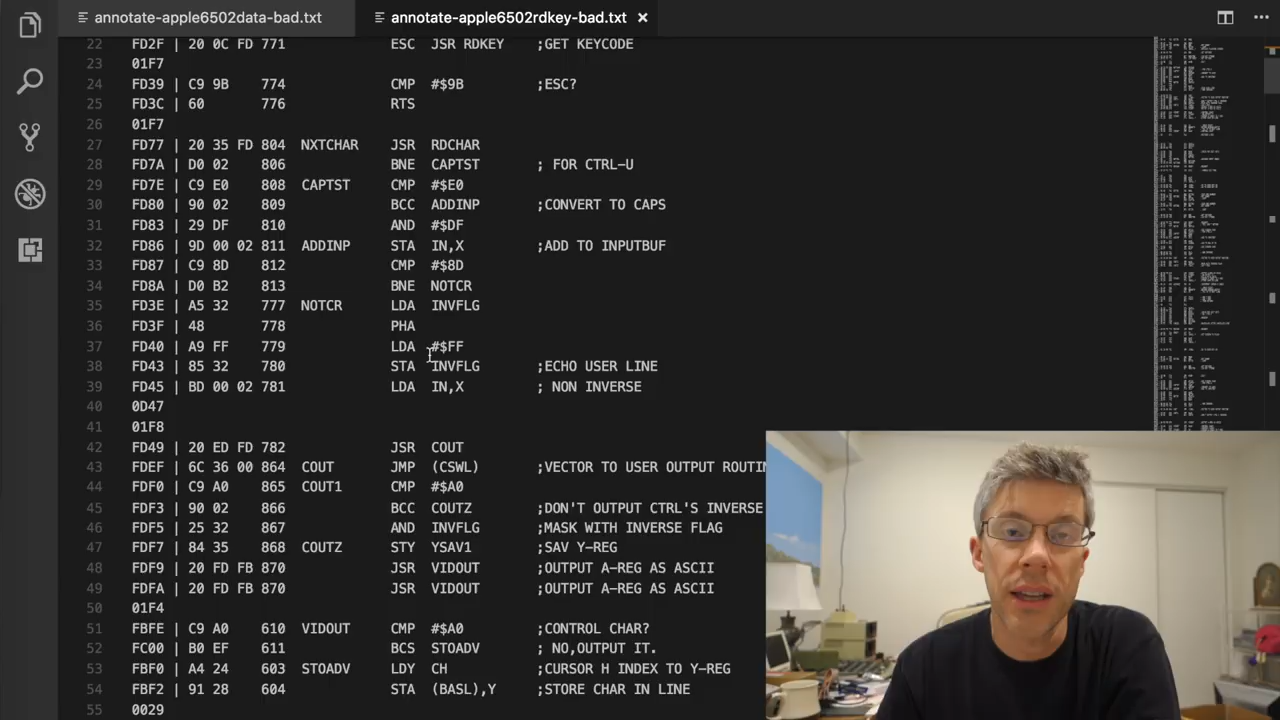 annotate-apple6502data-bad.txt
annotate-apple6502rdkey-bad.txt
22 FD2F | 20 0C FD 771 ESC JSR RDKEY ;GET KEYCODE
23 01F7
24 FD39 | C9 9B 774 CMP #$9B ;ESC?
25 FD3C | 60 776 RTS
26 01F7
27 FD77 | 20 35 FD 804 NXTCHAR JSR RDCHAR
28 FD7A | D0 02 806 BNE CAPTST ; FOR CTRL-U
29 FD7E | C9 E0 808 CAPTST CMP #$E0
30 FD80 | 90 02 809 BCC ADDINP ;CONVERT TO CAPS
31 FD83 | 29 DF 810 AND #$DF
32 FD86 | 9D 00 02 811 ADDINP STA IN,X ;ADD TO INPUTBUF
33 FD87 | C9 8D 812 CMP #$8D
34 FD8A | D0 B2 813 BNE NOTCR
35 FD3E | A5 32 777 NOTCR LDA INVFLG
36 FD3F | 48 778 PHA
37 FD40 | A9 FF 779 LDA #$FF
38 FD43 | 85 32 780 STA INVFLG ;ECHO USER LINE
39 FD45 | BD 00 02 781 LDA IN,X ; NON INVERSE
40 0D47
41 01F8
42 FD49 | 20 ED FD 782 JSR COUT
43 FDEF | 6C 36 00 864 COUT JMP (CSWL) ;VECTOR TO USER OUTPUT ROUTIN
44 FDF0 | C9 A0 865 COUT1 CMP #$A0
45 FDF3 | 90 02 866 BCC COUTZ ;DON'T OUTPUT CTRL'S INVERSE
46 FDF5 | 25 32 867 AND INVFLG ;MASK WITH INVERSE FLAG
47 FDF7 | 84 35 868 COUTZ STY YSAV1 ;SAV Y-REG
48 FDF9 | 20 FD FB 870 JSR VIDOUT ;OUTPUT A-REG AS ASCII
49 FDFA | 20 FD FB 870 JSR VIDOUT ;OUTPUT A-REG AS ASCII
50 01F4
51 FBFE | C9 A0 610 VIDOUT CMP #$A0 ;CONTROL CHAR?
52 FC00 | B0 EF 611 BCS STOADV ; NO,OUTPUT IT.
53 FBF0 | A4 24 603 STOADV LDY CH ;CURSOR H INDEX TO Y-REG
54 FBF2 | 91 28 604 STA (BASL),Y ;STORE CHAR IN LINE
55 0029